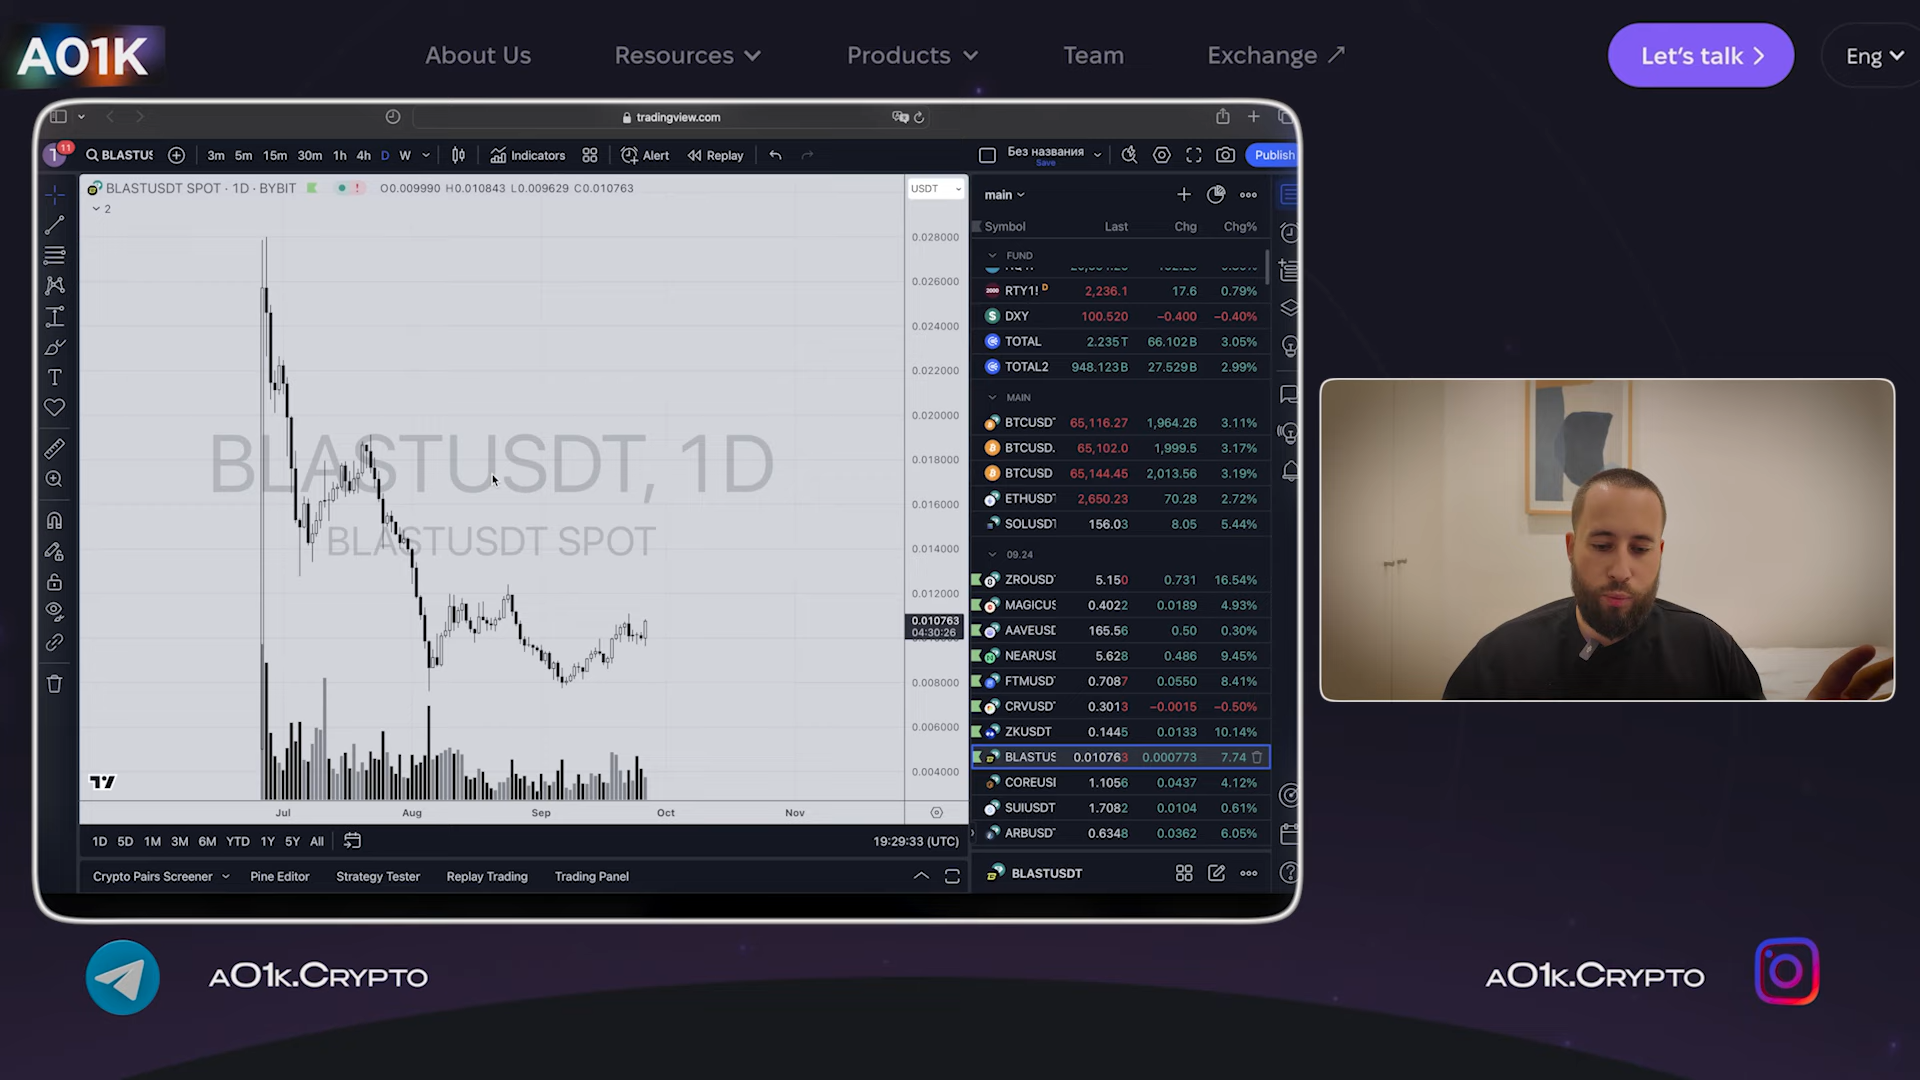 AO1K
About Us
Resources
Products
Team
Exchange ↗
Let's talk >
Eng
tradingview.com
11
BLASTUS
3m 5m 15m 30m 1h 4h D W
Indicators
Alert
Replay
Без названия
Save
Publish
BLASTUSDT SPOT · 1D · BYBIT
O0.009990 H0.010843 L0.009629 C0.010763
2
USDT
BLASTUSDT, 1D
BLASTUSDT SPOT
0.028000
0.026000
0.024000
0.022000
0.020000
0.018000
0.016000
0.014000
0.012000
0.010763
04:30:26
0.008000
0.006000
0.004000
Jul Aug Sep Oct Nov
1D 5D 1M 3M 6M YTD 1Y 5Y All
19:29:33 (UTC)
Crypto Pairs Screener
Pine Editor
Strategy Tester
Replay Trading
Trading Panel
main
Symbol Last Chg Chg%
FUND
RTY1! D 2,236.1 17.6 0.79%
DXY 100.520 −0.400 −0.40%
TOTAL 2.235T 66.102B 3.05%
TOTAL2 948.123B 27.529B 2.99%
MAIN
BTCUSDT 65,116.27 1,964.26 3.11%
BTCUSD. 65,102.0 1,999.5 3.17%
BTCUSD 65,144.45 2,013.56 3.19%
ETHUSDT 2,650.23 70.28 2.72%
SOLUSDT 156.03 8.05 5.44%
09.24
ZROUSD 5.150 0.731 16.54%
MAGICUS 0.4022 0.0189 4.93%
AAVEUSD 165.56 0.50 0.30%
NEARUSD 5.628 0.486 9.45%
FTMUSD 0.7087 0.0550 8.41%
CRVUSD 0.3013 −0.0015 −0.50%
ZKUSDT 0.1445 0.0133 10.14%
BLASTUS 0.010763 0.000773 7.74
COREUSD 1.1056 0.0437 4.12%
SUIUSDT 1.7082 0.0104 0.61%
ARBUSD 0.6348 0.0362 6.05%
BLASTUSDT
AO1K.CRYPTO
AO1K.CRYPTO